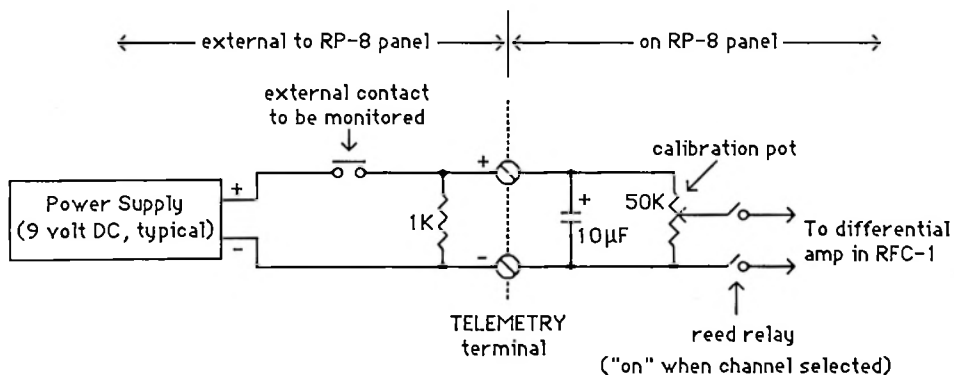 external to RP-8 panel
on RP-8 panel
external contact
to be monitored
calibration pot
+
+
Power Supply
(9 volt DC, typical)
-
1K
-
+
10µF
50K
To differential
amp in RFC-1
TELEMETRY
terminal
reed relay
("on" when channel selected)